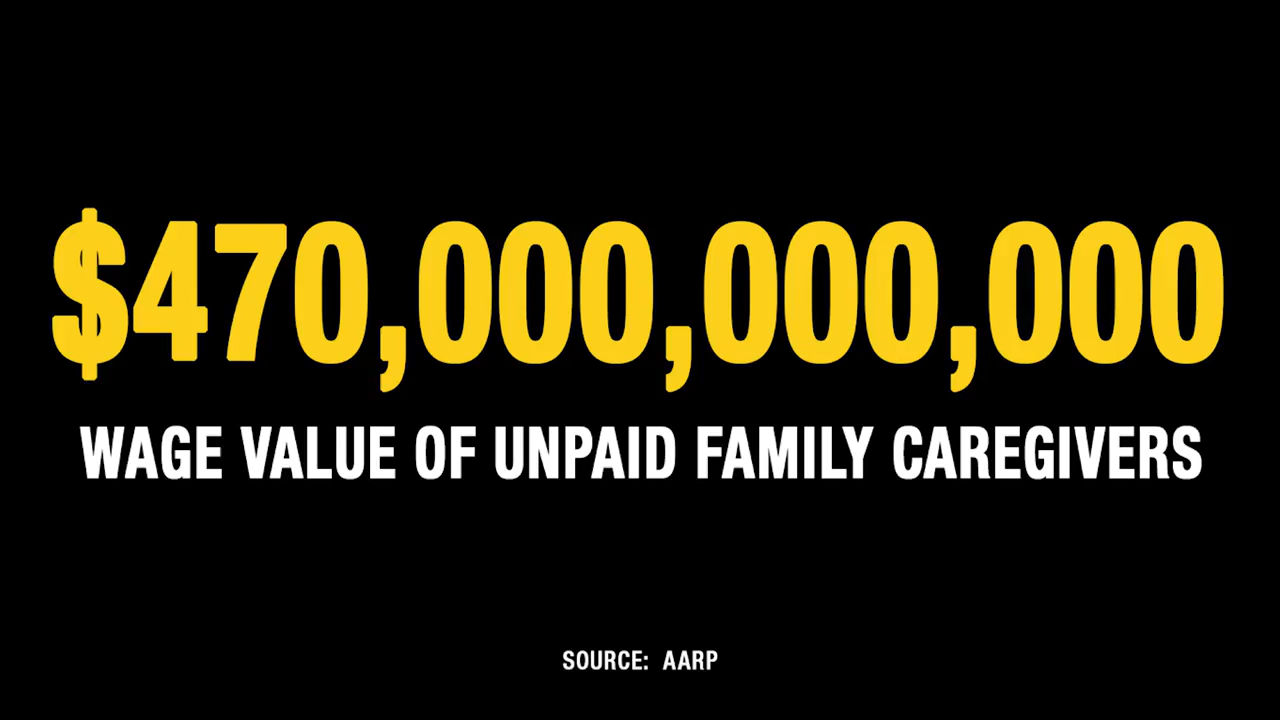 $470,000,000,000
WAGE VALUE OF UNPAID FAMILY CAREGIVERS
SOURCE: AARP